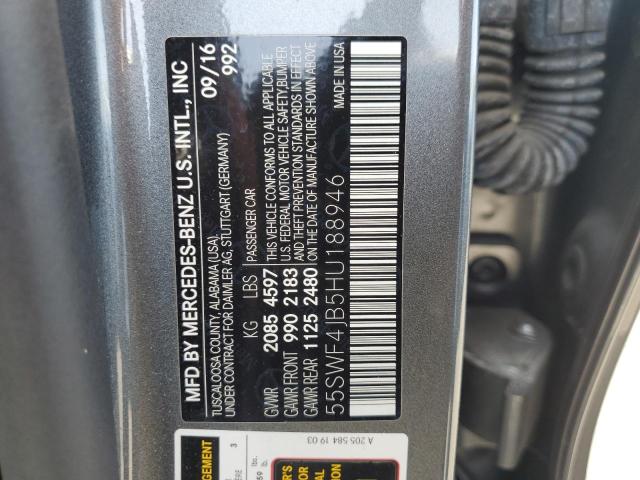 MFD BY MERCEDES-BENZ U.S. INTL., INC
TUSCALOOSA COUNTY, ALABAMA (USA)
UNDER CONTRACT FOR DAIMLER AG, STUTTGART (GERMANY)
09/16
992
KG LBS PASSENGER CAR
GVWR 2085 4597
GAWR FRONT 990 2183
GAWR REAR 1125 2480
THIS VEHICLE CONFORMS TO ALL APPLICABLE
U.S. FEDERAL MOTOR VEHICLE SAFETY,BUMPER
AND THEFT PREVENTION STANDARDS IN EFFECT
ON THE DATE OF MANUFACTURE SHOWN ABOVE
55SWF4JB5HU188946
MADE IN USA
A 205 584 19 03
3
lbs.
lb.